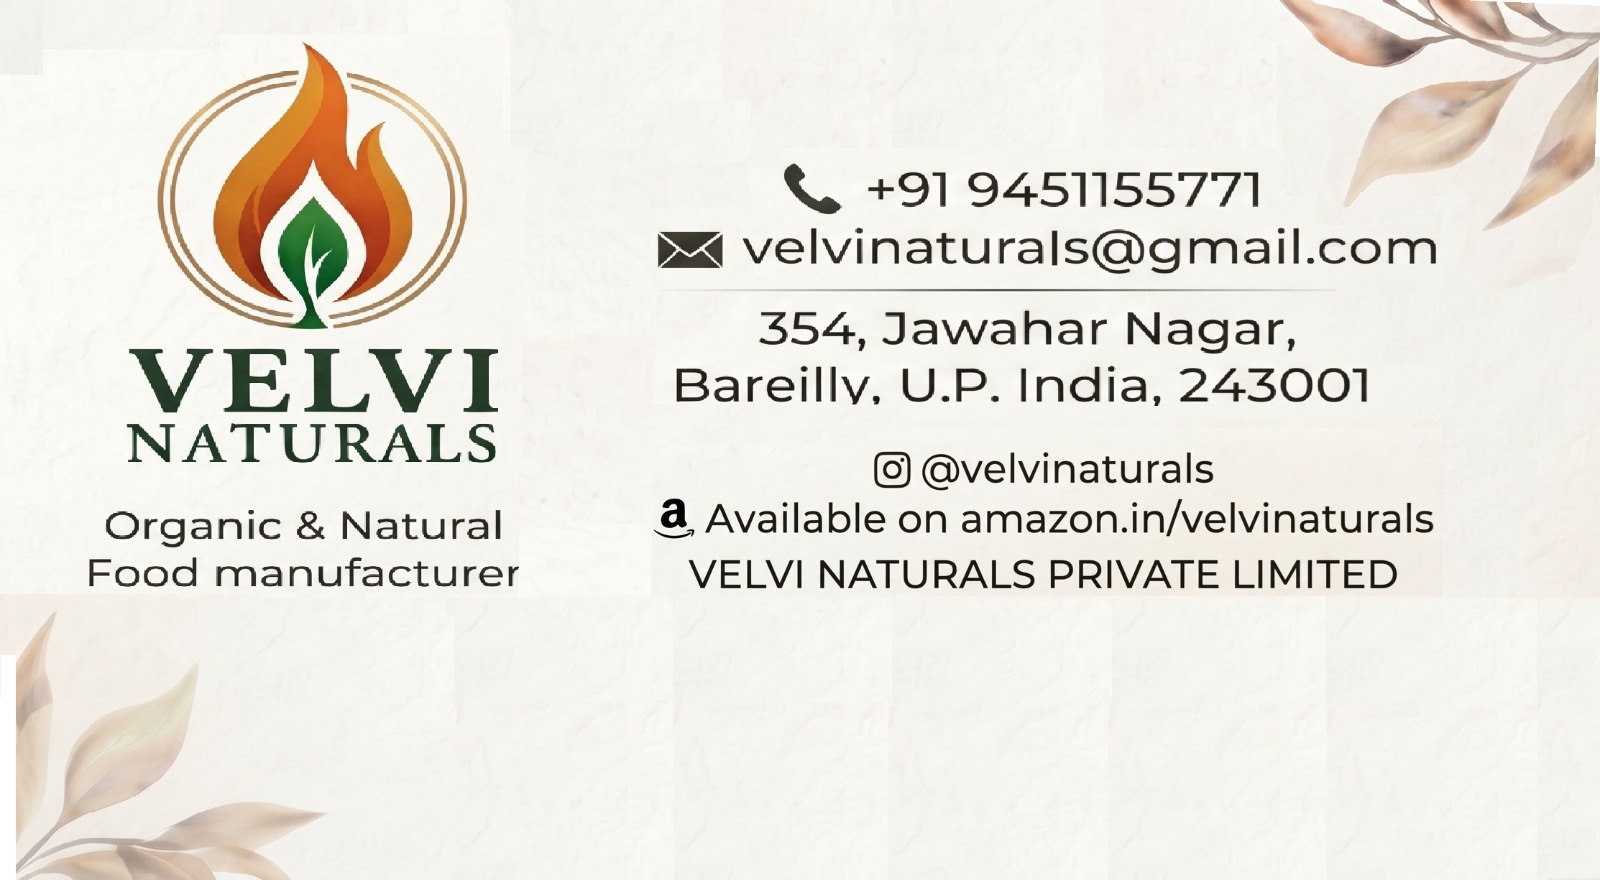 VELVI
NATURALS
Organic & Natural
Food manufacturer
+91 9451155771
velvinaturals@gmail.com
354, Jawahar Nagar,
Bareilly, U.P. India, 243001
@velvinaturals
a Available on amazon.in/velvinaturals
VELVI NATURALS PRIVATE LIMITED